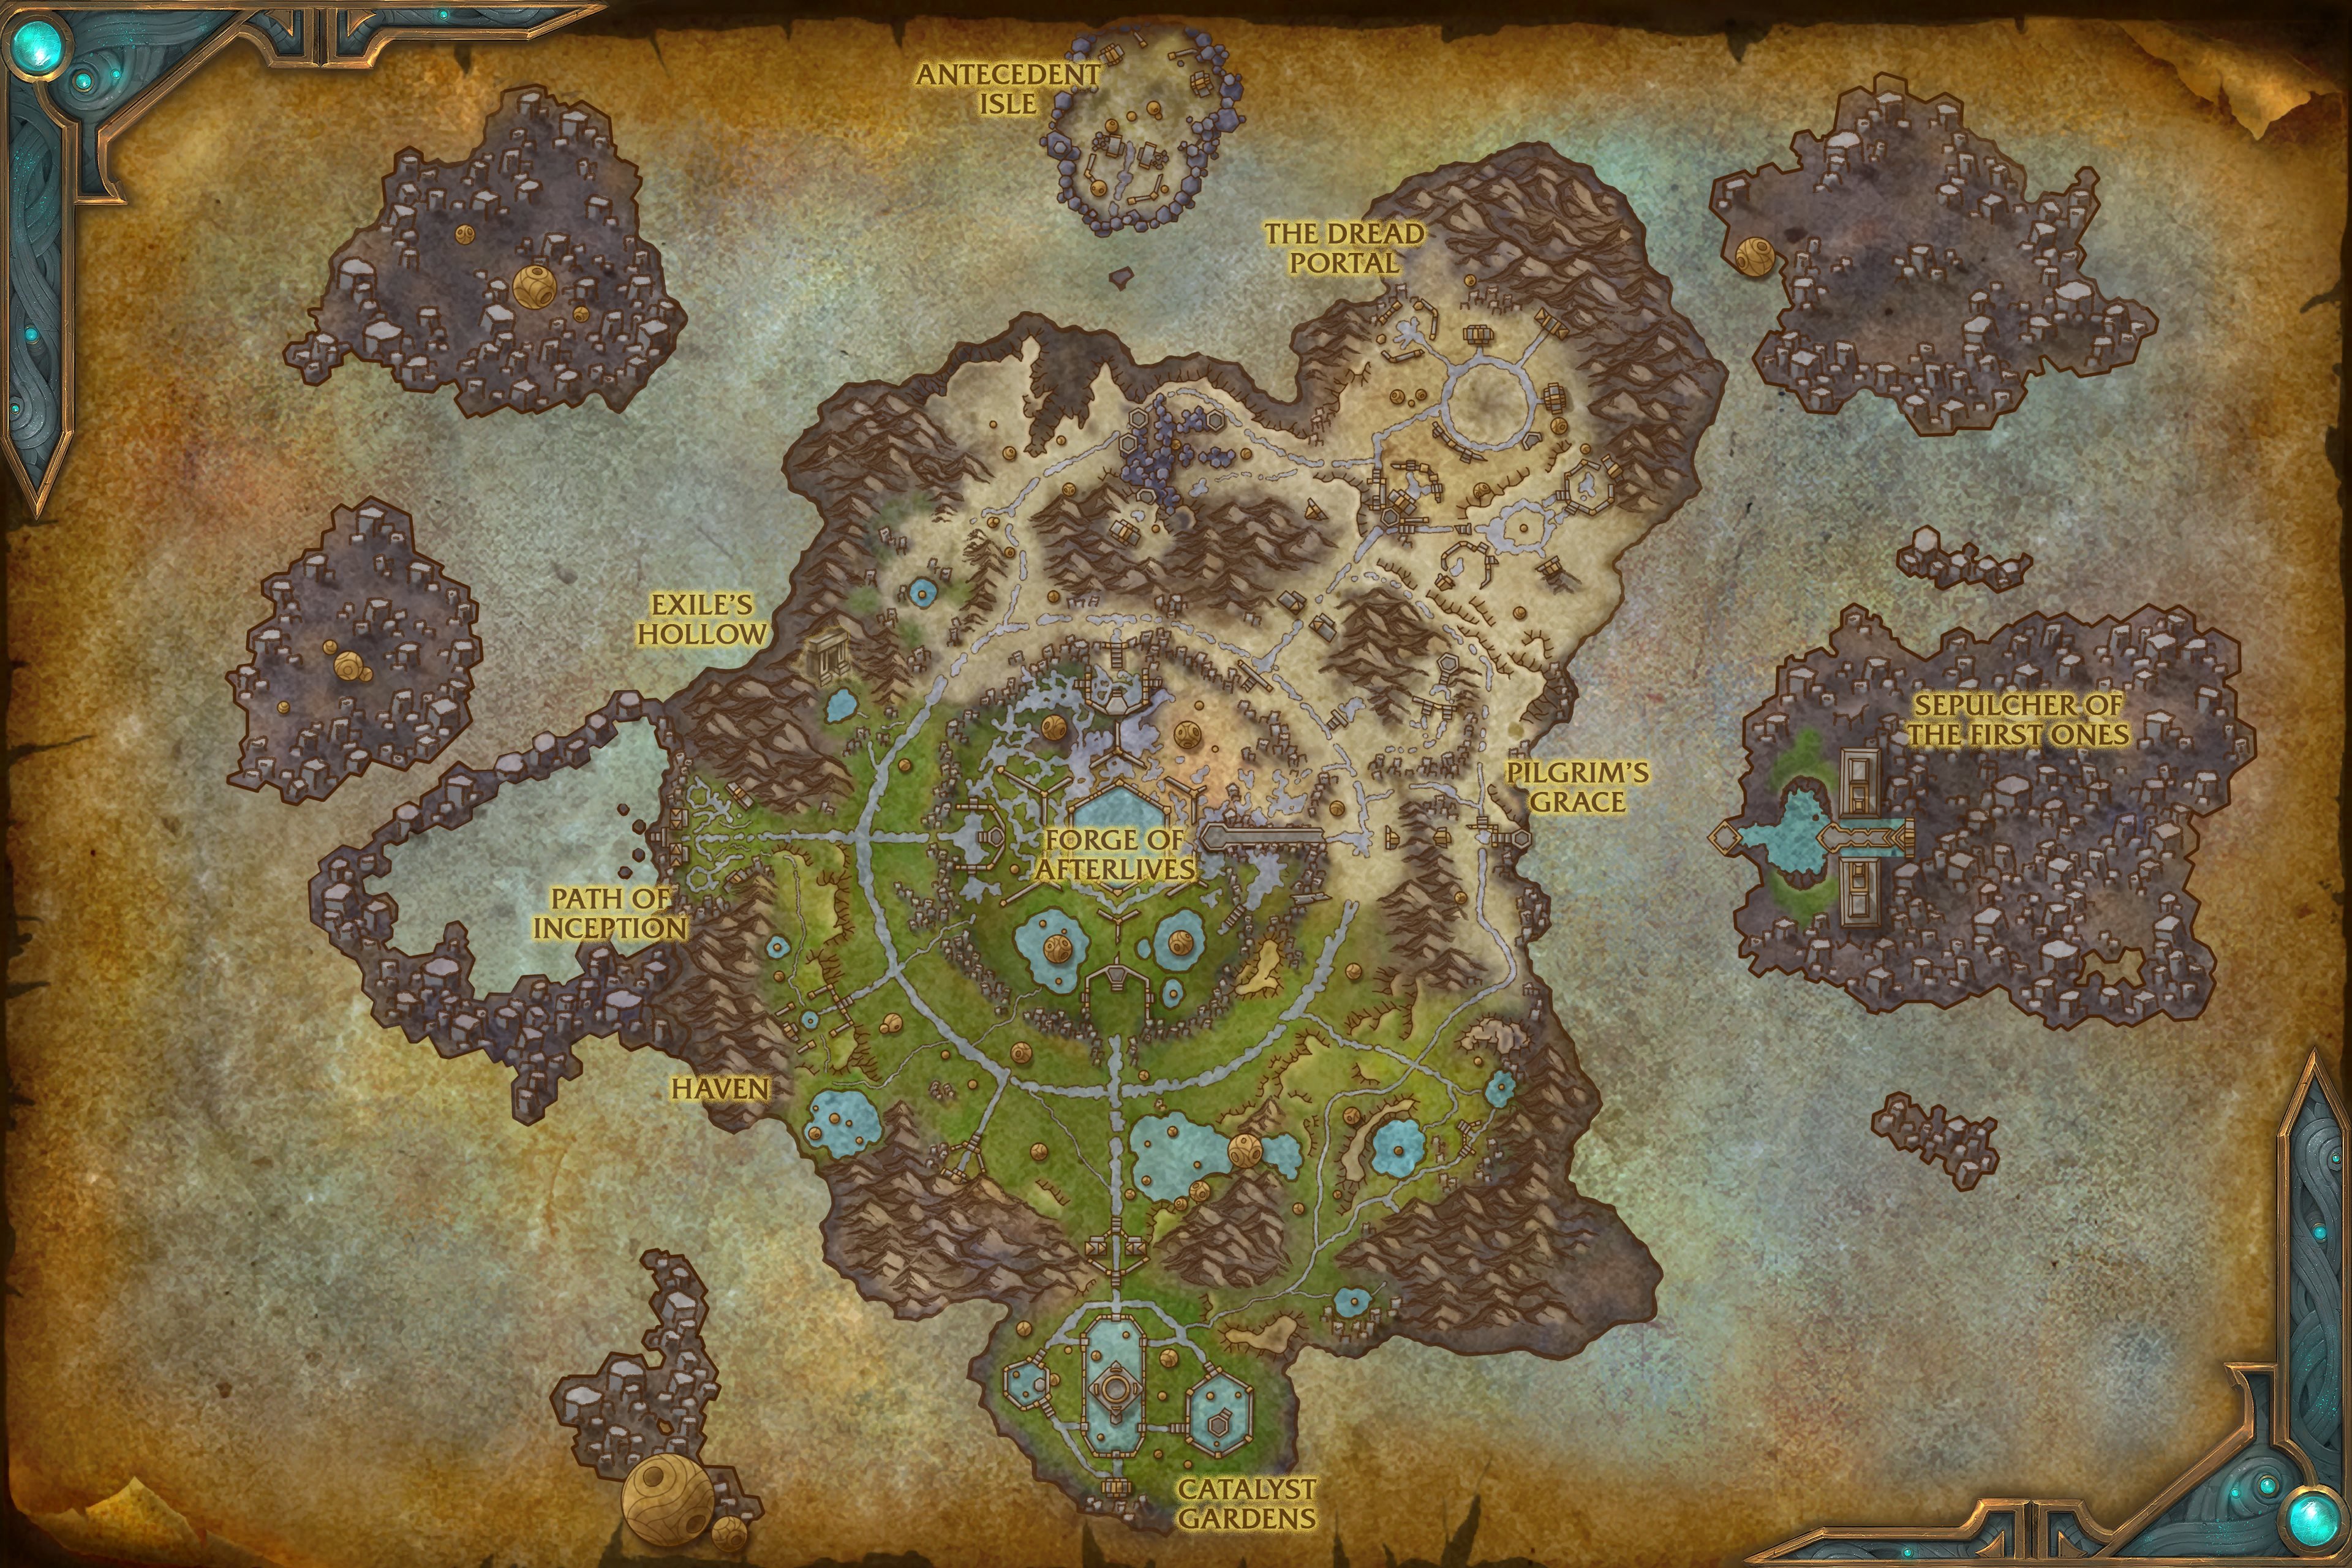 ANTECEDENT
ISLE
THE DREAD
PORTAL
EXILE'S
HOLLOW
SEPULCHER OF
THE FIRST ONES
PILGRIM'S
GRACE
FORGE OF
AFTERLIVES
PATH OF
INCEPTION
HAVEN
CATALYST
GARDENS